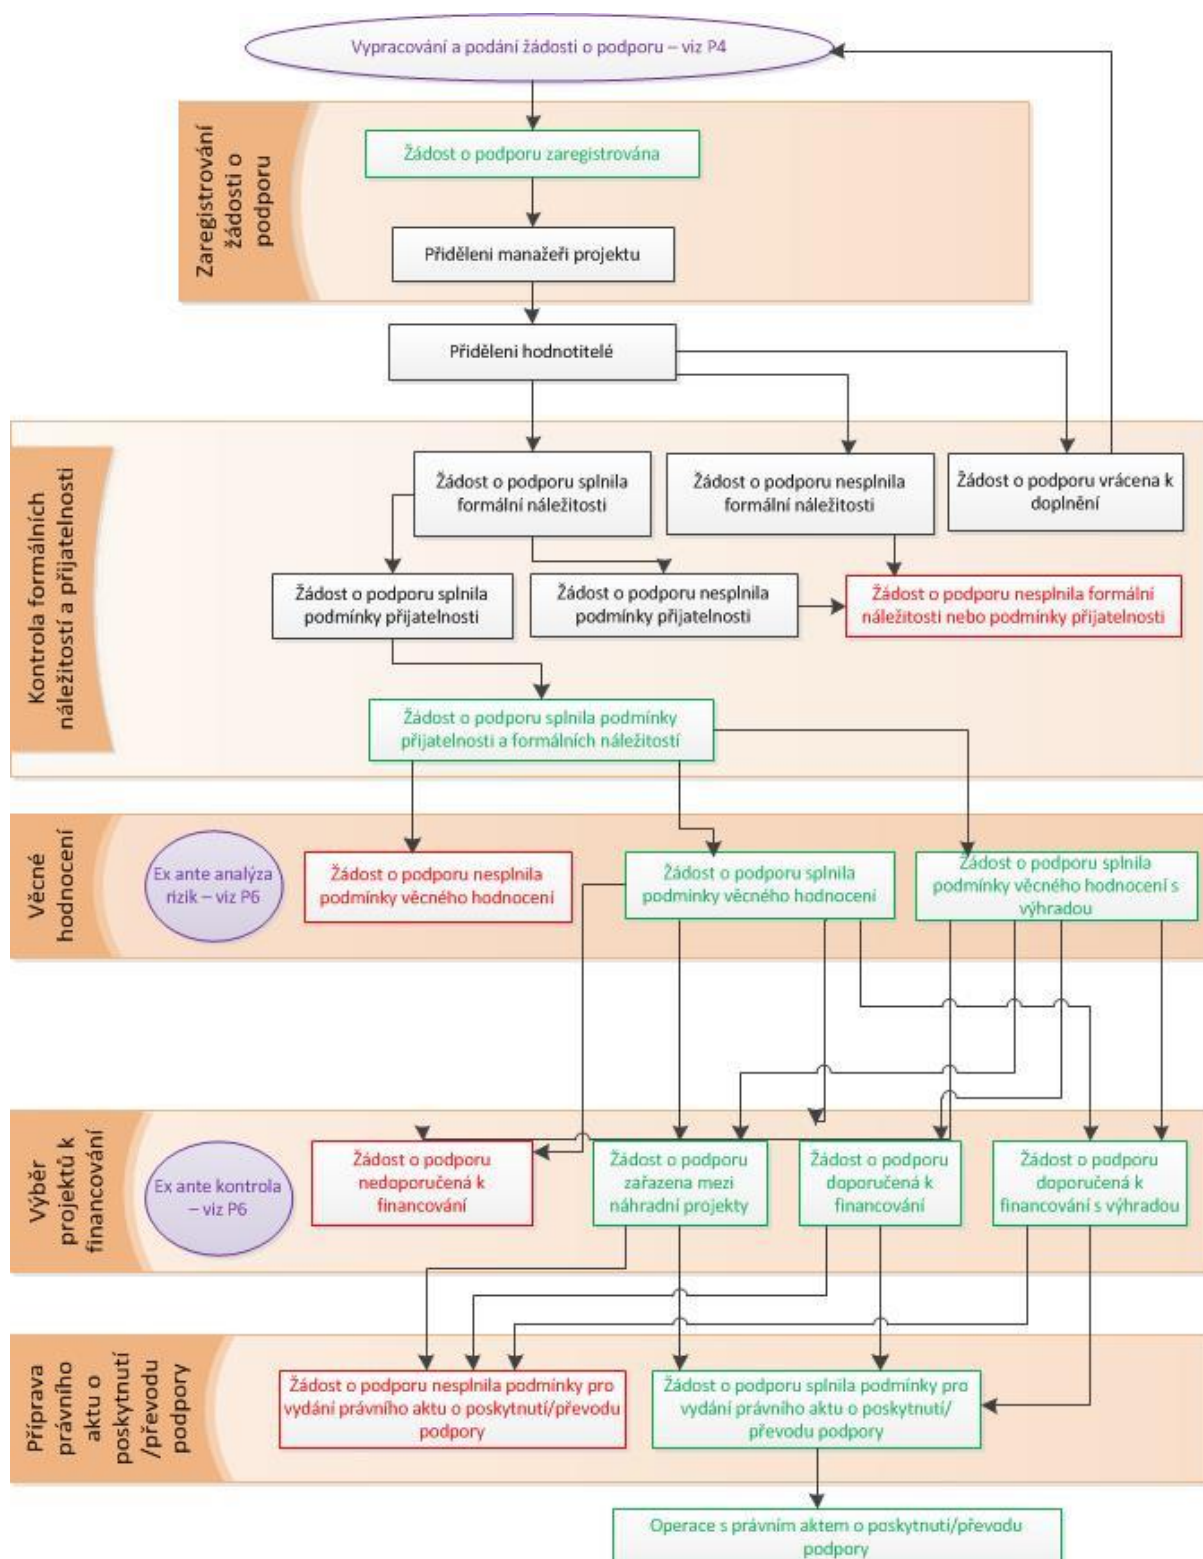 Vypracování a podání žádosti o podporu – viz P4
Zaregistrování
žádosti o
podporu
Žádost o podporu zaregistrována
Přiděleni manažeři projektu
Přiděleni hodnotitelé
Kontrola formálních
náležitostí a přijatelnosti
Žádost o podporu splnila
formální náležitosti
Žádost o podporu nesplnila
formální náležitosti
Žádost o podporu vrácena k
doplnění
Žádost o podporu splnila
podmínky přijatelnosti
Žádost o podporu nesplnila
podmínky přijatelnosti
Žádost o podporu nesplnila formální
náležitosti nebo podmínky přijatelnosti
Žádost o podporu splnila podmínky
přijatelnosti a formálních náležitostí
Věcné
hodnocení
Ex ante analýza
rizik – viz P6
Žádost o podporu nesplnila
podmínky věcného hodnocení
Žádost o podporu splnila
podmínky věcného hodnocení
Žádost o podporu splnila
podmínky věcného hodnocení s
výhradou
Výběr
projektů k
financování
Ex ante kontrola
– viz P6
Žádost o podporu
nedoporučená k
financování
Žádost o podporu
zařazena mezi
náhradní projekty
Žádost o podporu
doporučená k
financování
Žádost o podporu
doporučená k
financování s výhradou
Příprava
právního
aktu o
poskytnutí
/převodu
podpory
Žádost o podporu nesplnila podmínky pro
vydání právního aktu o poskytnutí/převodu
podpory
Žádost o podporu splnila podmínky pro
vydání právního aktu o poskytnutí/
převodu podpory
Operace s právním aktem o poskytnutí/převodu
podpory